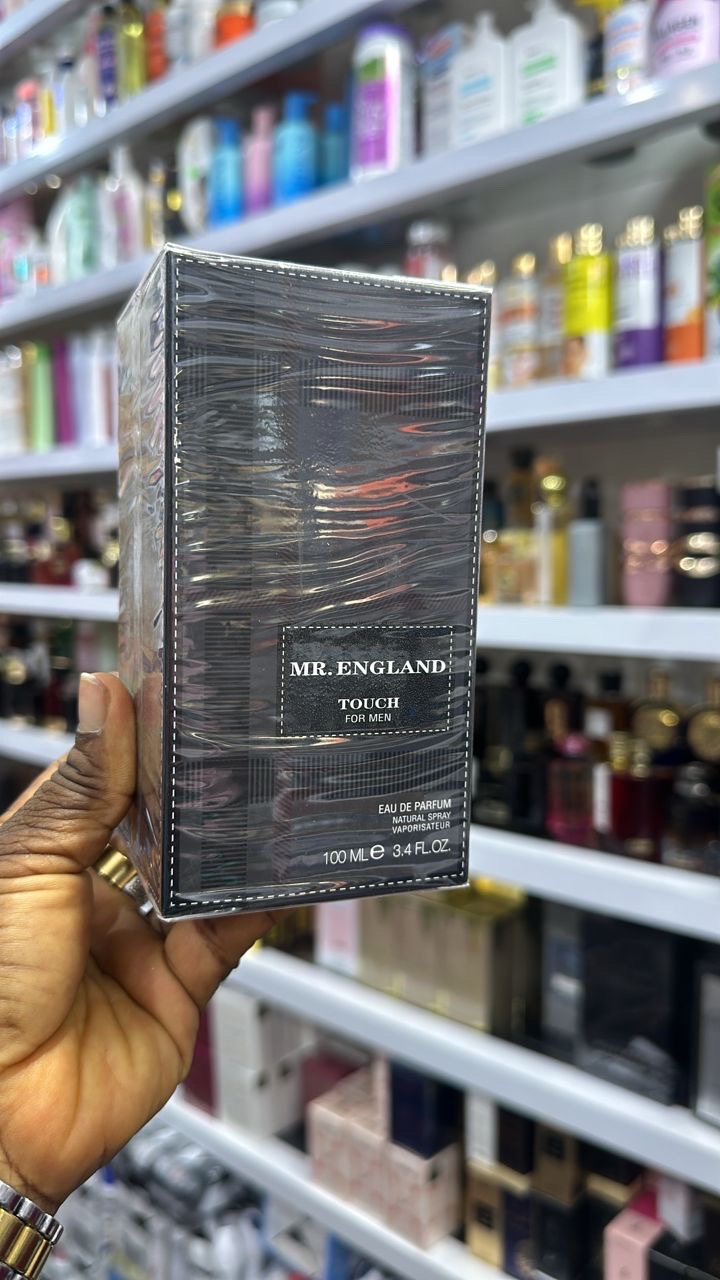 MR. ENGLAND
TOUCH
FOR MEN
EAU DE PARFUM
NATURAL SPRAY
VAPORISATEUR
100 ML e 3.4 FL.OZ.